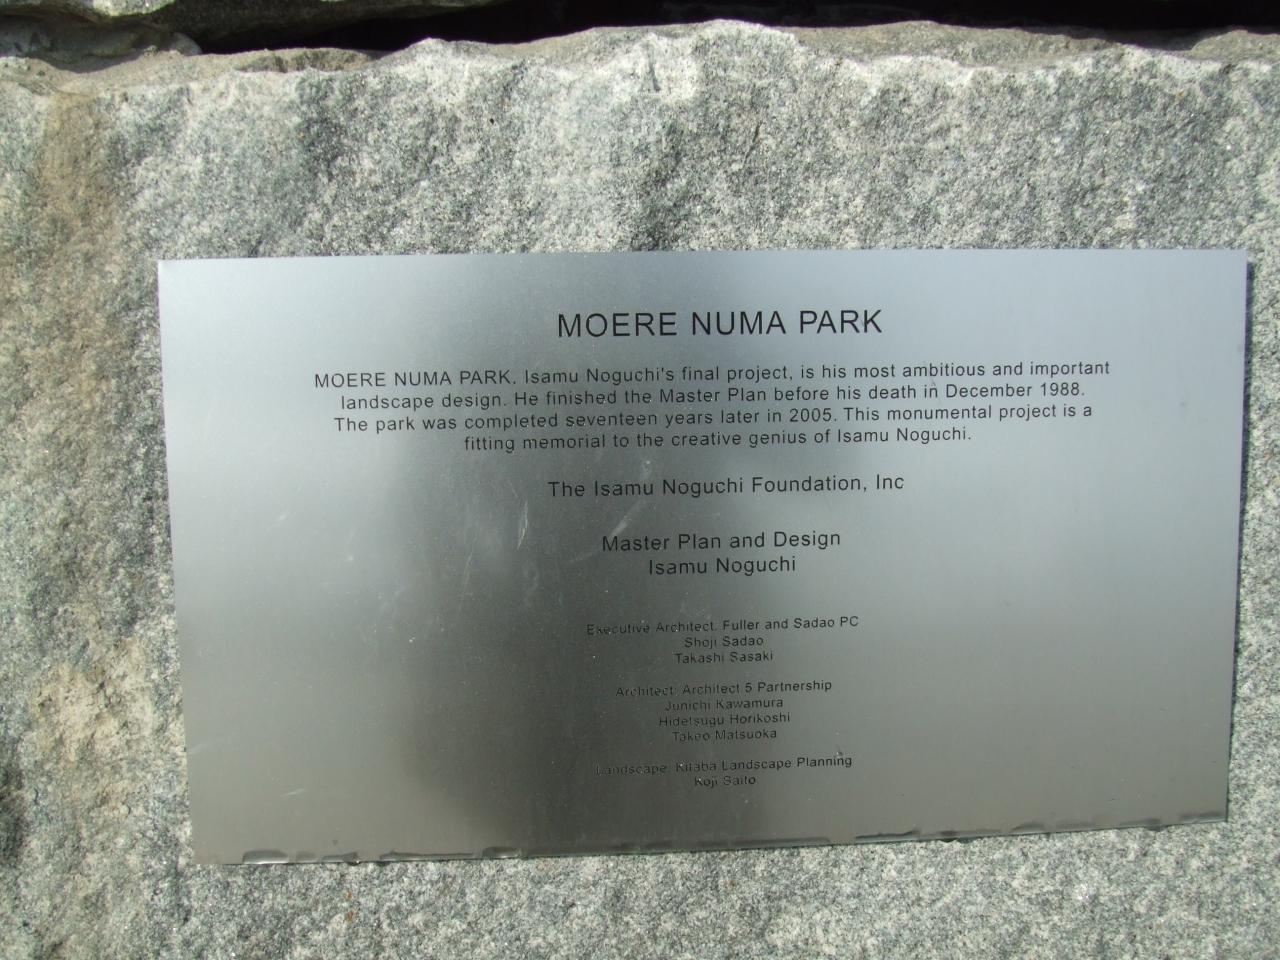 MOERE NUMA PARK
MOERE NUMA PARK, Isamu Noguchi's final project, is his most ambitious and important
landscape design. He finished the Master Plan before his death in December 1988.
The park was completed seventeen years later in 2005. This monumental project is a
fitting memorial to the creative genius of Isamu Noguchi.
The Isamu Noguchi Foundation, Inc
Master Plan and Design
Isamu Noguchi
Executive Architect: Fuller and Sadao PC
Shoji Sadao
Takashi Sasaki
Architect: Architect 5 Partnership
Junichi Kawamura
Hidetsugu Horikoshi
Takeo Matsuoka
Landscape: Kitaba Landscape Planning
Koji Saito